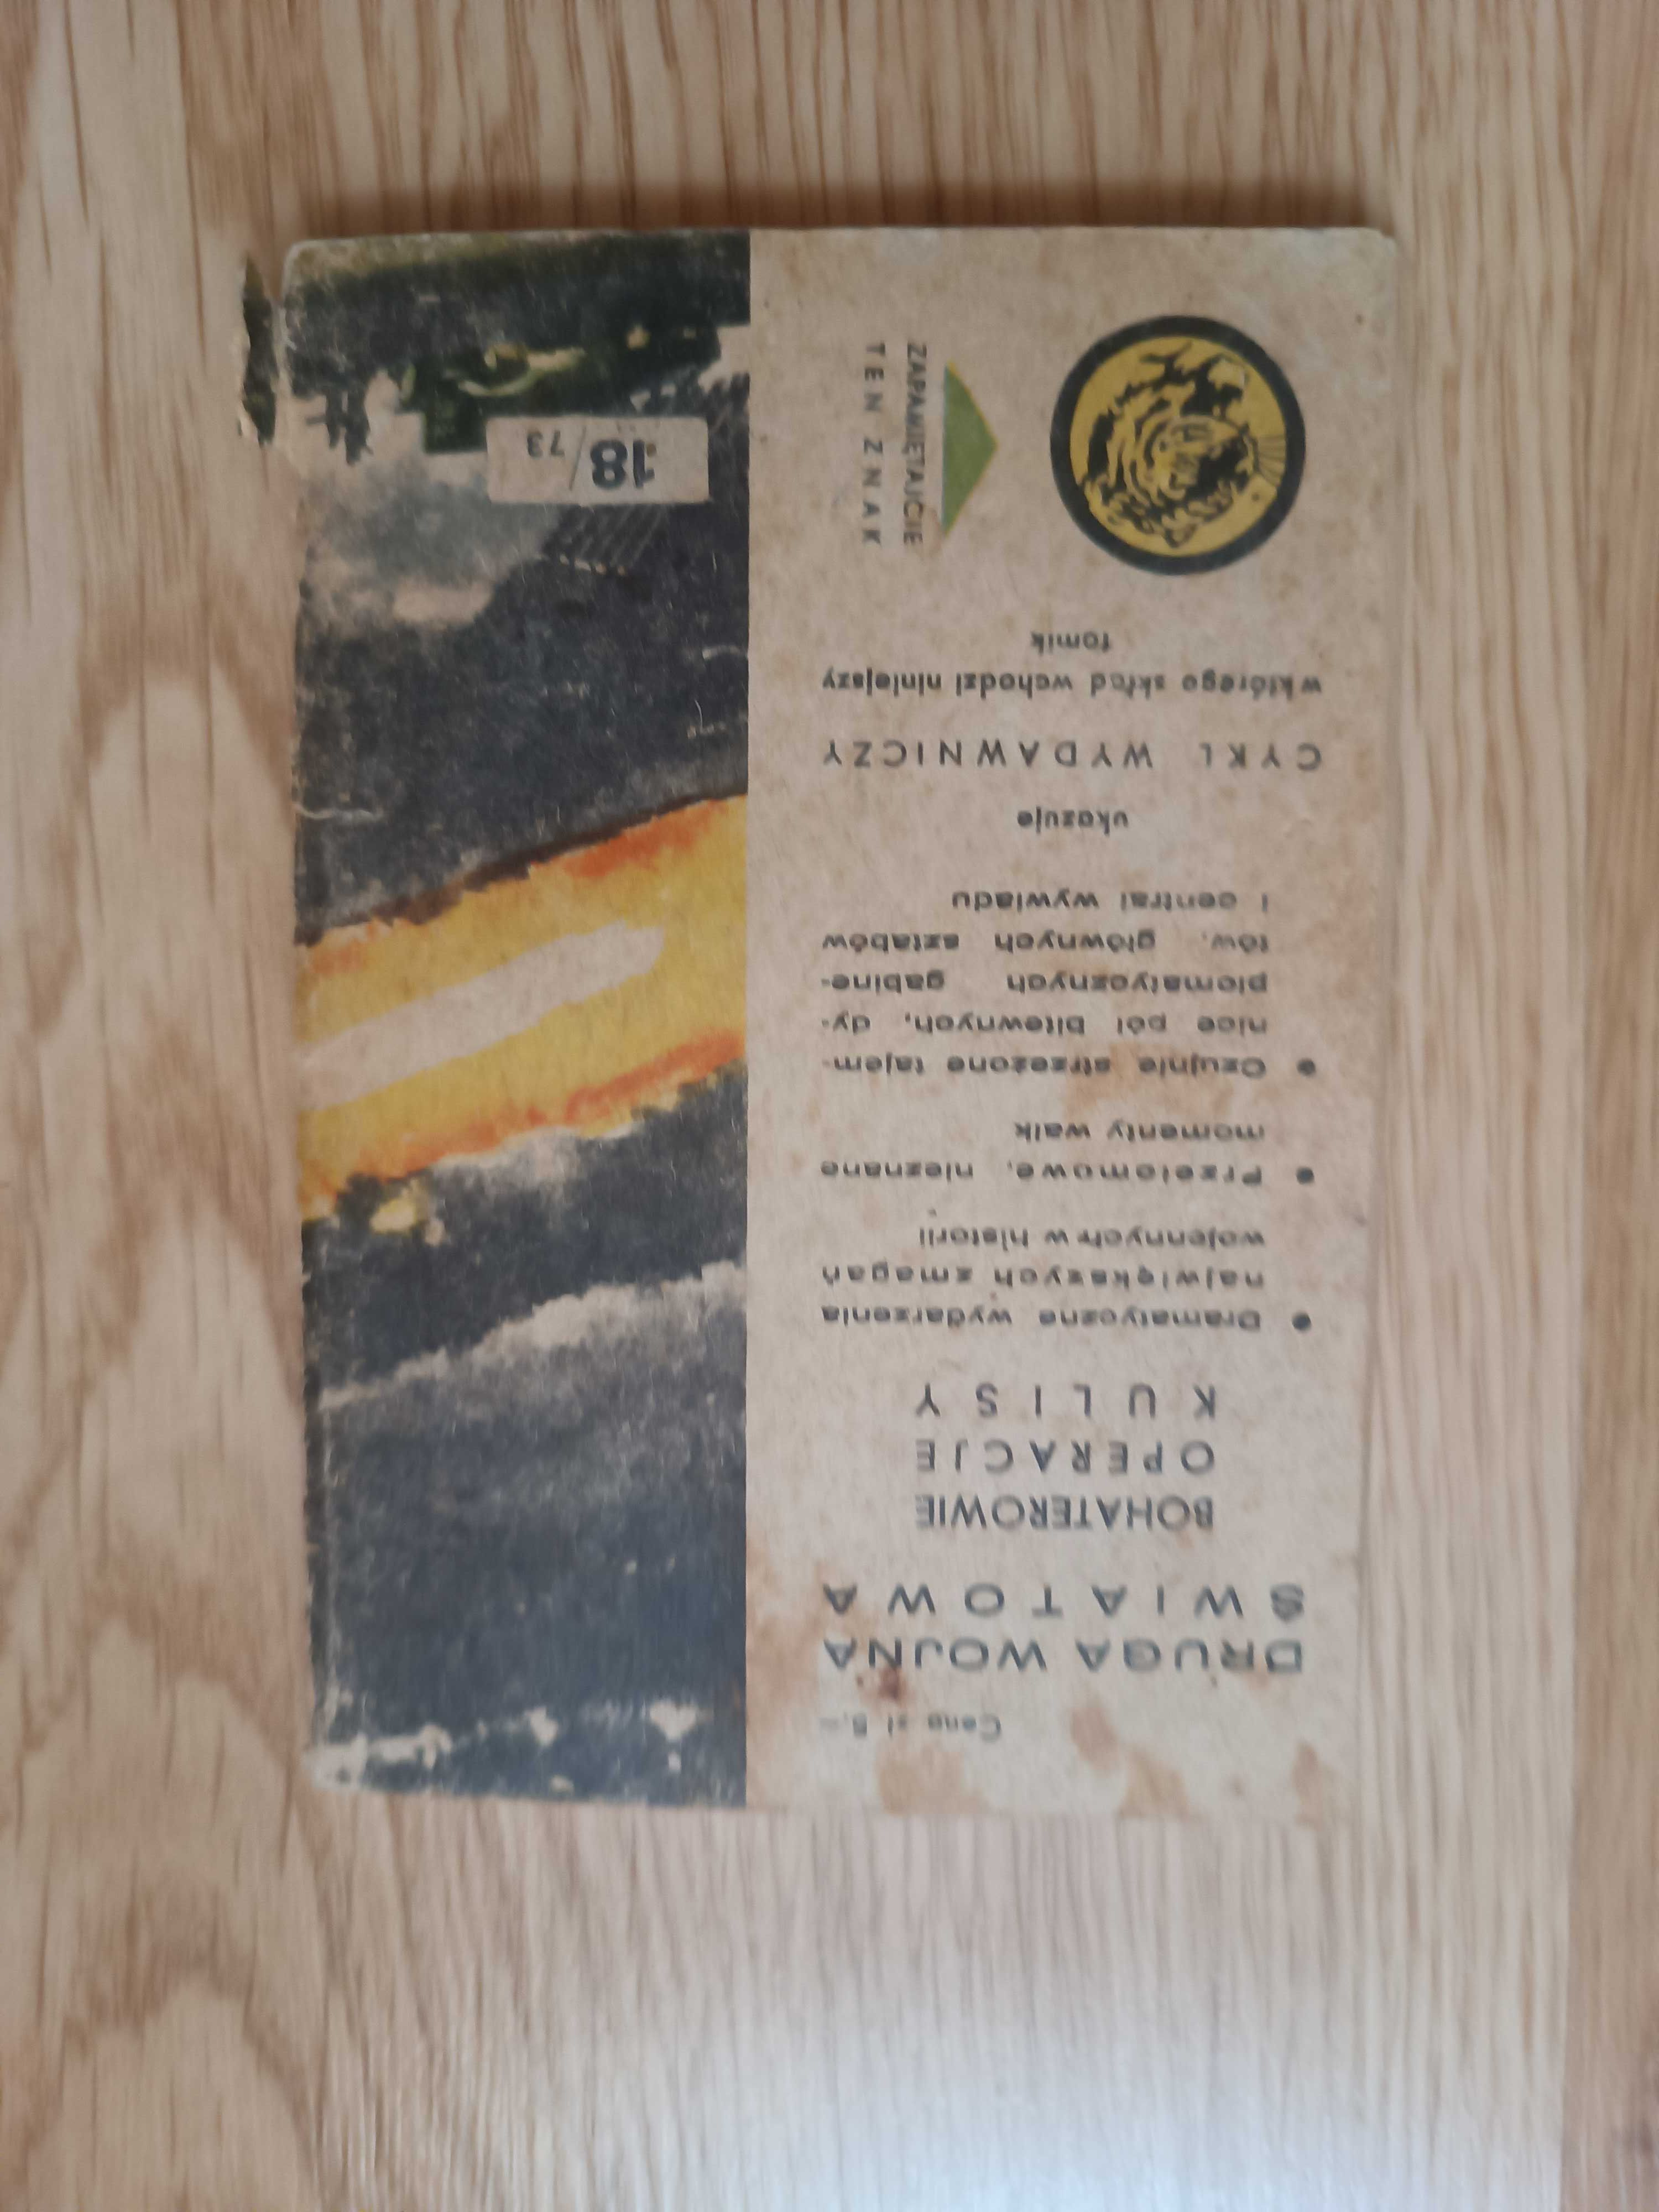 Cena zł 5,—
DRUGA WOJNA
ŚWIATOWA
BOHATEROWIE
OPERACJE
KULISY
● Dramatyczne wydarzenia
największych zmagań
wojennych w historii
● Przełomowe, nieznane
momenty walk
● Czujnie strzeżone tajem-
nice pól bitewnych, dy-
plomatycznych gabine-
tów, głównych sztabów
i central wywiadu
ukazuje
CYKL WYDAWNICZY
w którego skład wchodzi niniejszy
tomik
ZAPAMIĘTAJCIE
TEN ZNAK
18/73